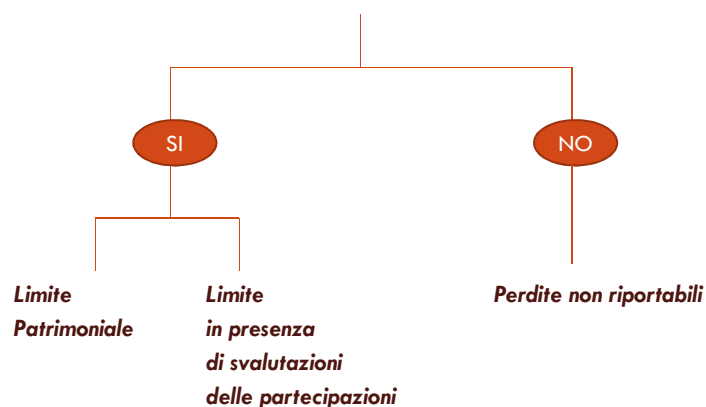 SI
NO
Limite
Patrimoniale
Limite
in presenza
di svalutazioni
delle partecipazioni
Perdite non riportabili